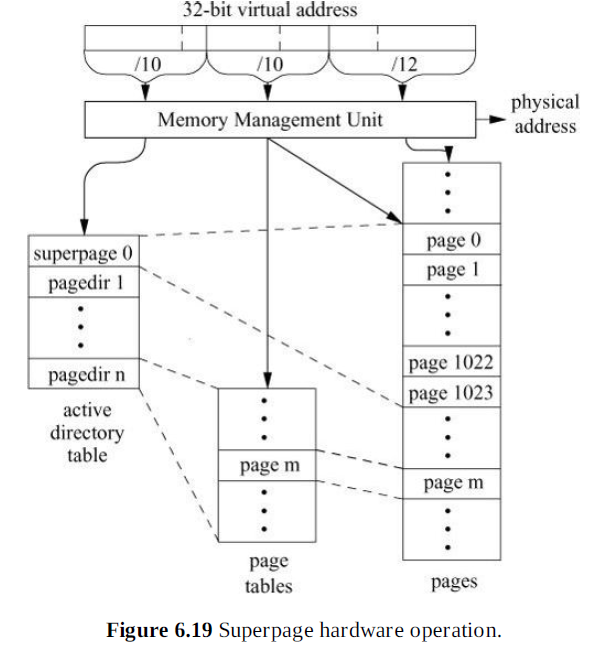 32-bit virtual address
/10 /10 /12
Memory Management Unit
physical
address
superpage 0
pagedir 1
pagedir n
active
directory
table
page m
page
tables
page 0
page 1
page 1022
page 1023
page m
pages
Figure 6.19 Superpage hardware operation.